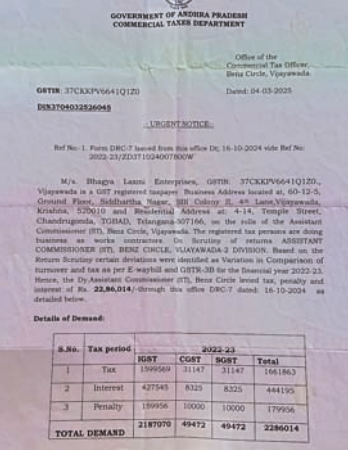 GOVERNMENT OF ANDHRA PRADESH
COMMERCIAL TAXES DEPARTMENT
Office of the
Commercial Tax Officer,
Benz Circle, Vijayawada.
GSTIN: 37CKKPV6641Q1Z0 Dated: 04-03-2025
DIN3704032526045
URGENT NOTICE:
Ref No:-1. Form DRC-7 issued from this office Dt; 16-10-2024 vide Ref No:
2022-23/ZD371024007800W
M/s. Bhagya Laxmi Enterprises, GSTIN: 37CKKPV6641Q1Z0.,
Vijayawada is a GST registered taxpayer Business Address located at, 60-12-5,
Ground Floor, Siddhartha Nagar, Colony II, 4th Lane,Vijayawada,
Krishna, 520010 and Residential Address at: 4-14, Temple Street,
Chandrugonda, Telangana-507166, on the rolls of the Assistant
Commissioner (ST), Benz Circle, Vijayawada. The registered tax persons are doing
business as works contractors. On Scrutiny of returns ASSISTANT
COMMISSIONER (ST), BENZ CIRCLE, VIJAYAWADA-2 DIVISION. Based on the
Return Scrutiny certain deviations were identified as Variation in Comparison of
turnover and tax as per E-waybill and GSTR-3B for the financial year 2022-23.
Hence, the Dy.Assistant Commissioner (ST), Benz Circle levied tax, penalty and
interest of Rs. 22,86,014/-through this office DRC-7 dated: 16-10-2024 as
detailed below.
Details of Demand:
S.No. Tax period 2022-23
IGST CGST SGST Total
1 Tax 1599569 31147 31147 1661863
2 Interest 427545 8325 8325 444195
3 Penalty 159956 10000 10000 179956
TOTAL DEMAND 2187070 49472 49472 2286014